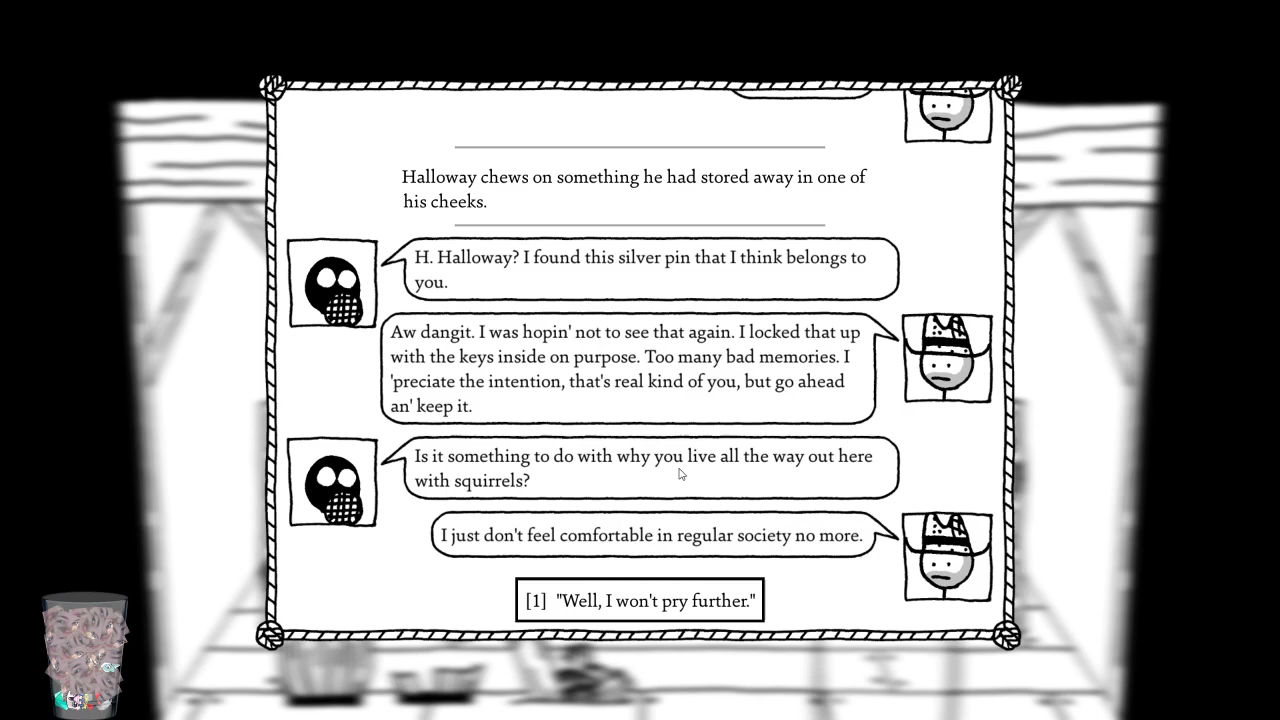 Halloway chews on something he had stored away in one of
his cheeks.
H. Halloway? I found this silver pin that I think belongs to
you.
Aw dangit. I was hopin' not to see that again. I locked that up
with the keys inside on purpose. Too many bad memories. I
'preciate the intention, that's real kind of you, but go ahead
an' keep it.
Is it something to do with why you live all the way out here
with squirrels?
I just don't feel comfortable in regular society no more.
[1] "Well, I won't pry further."